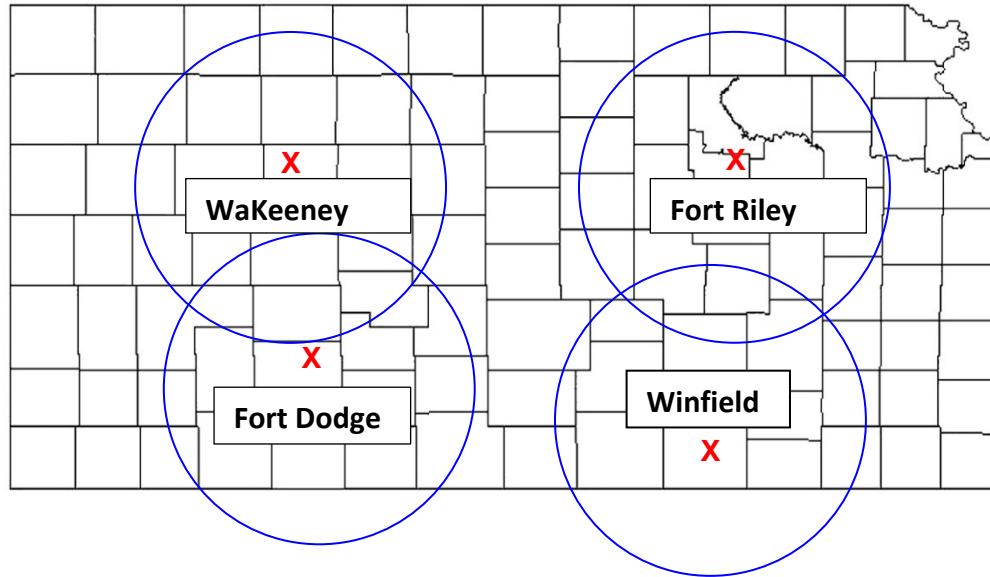 X
X
WaKeeney
Fort Riley
X
Fort Dodge
Winfield
X